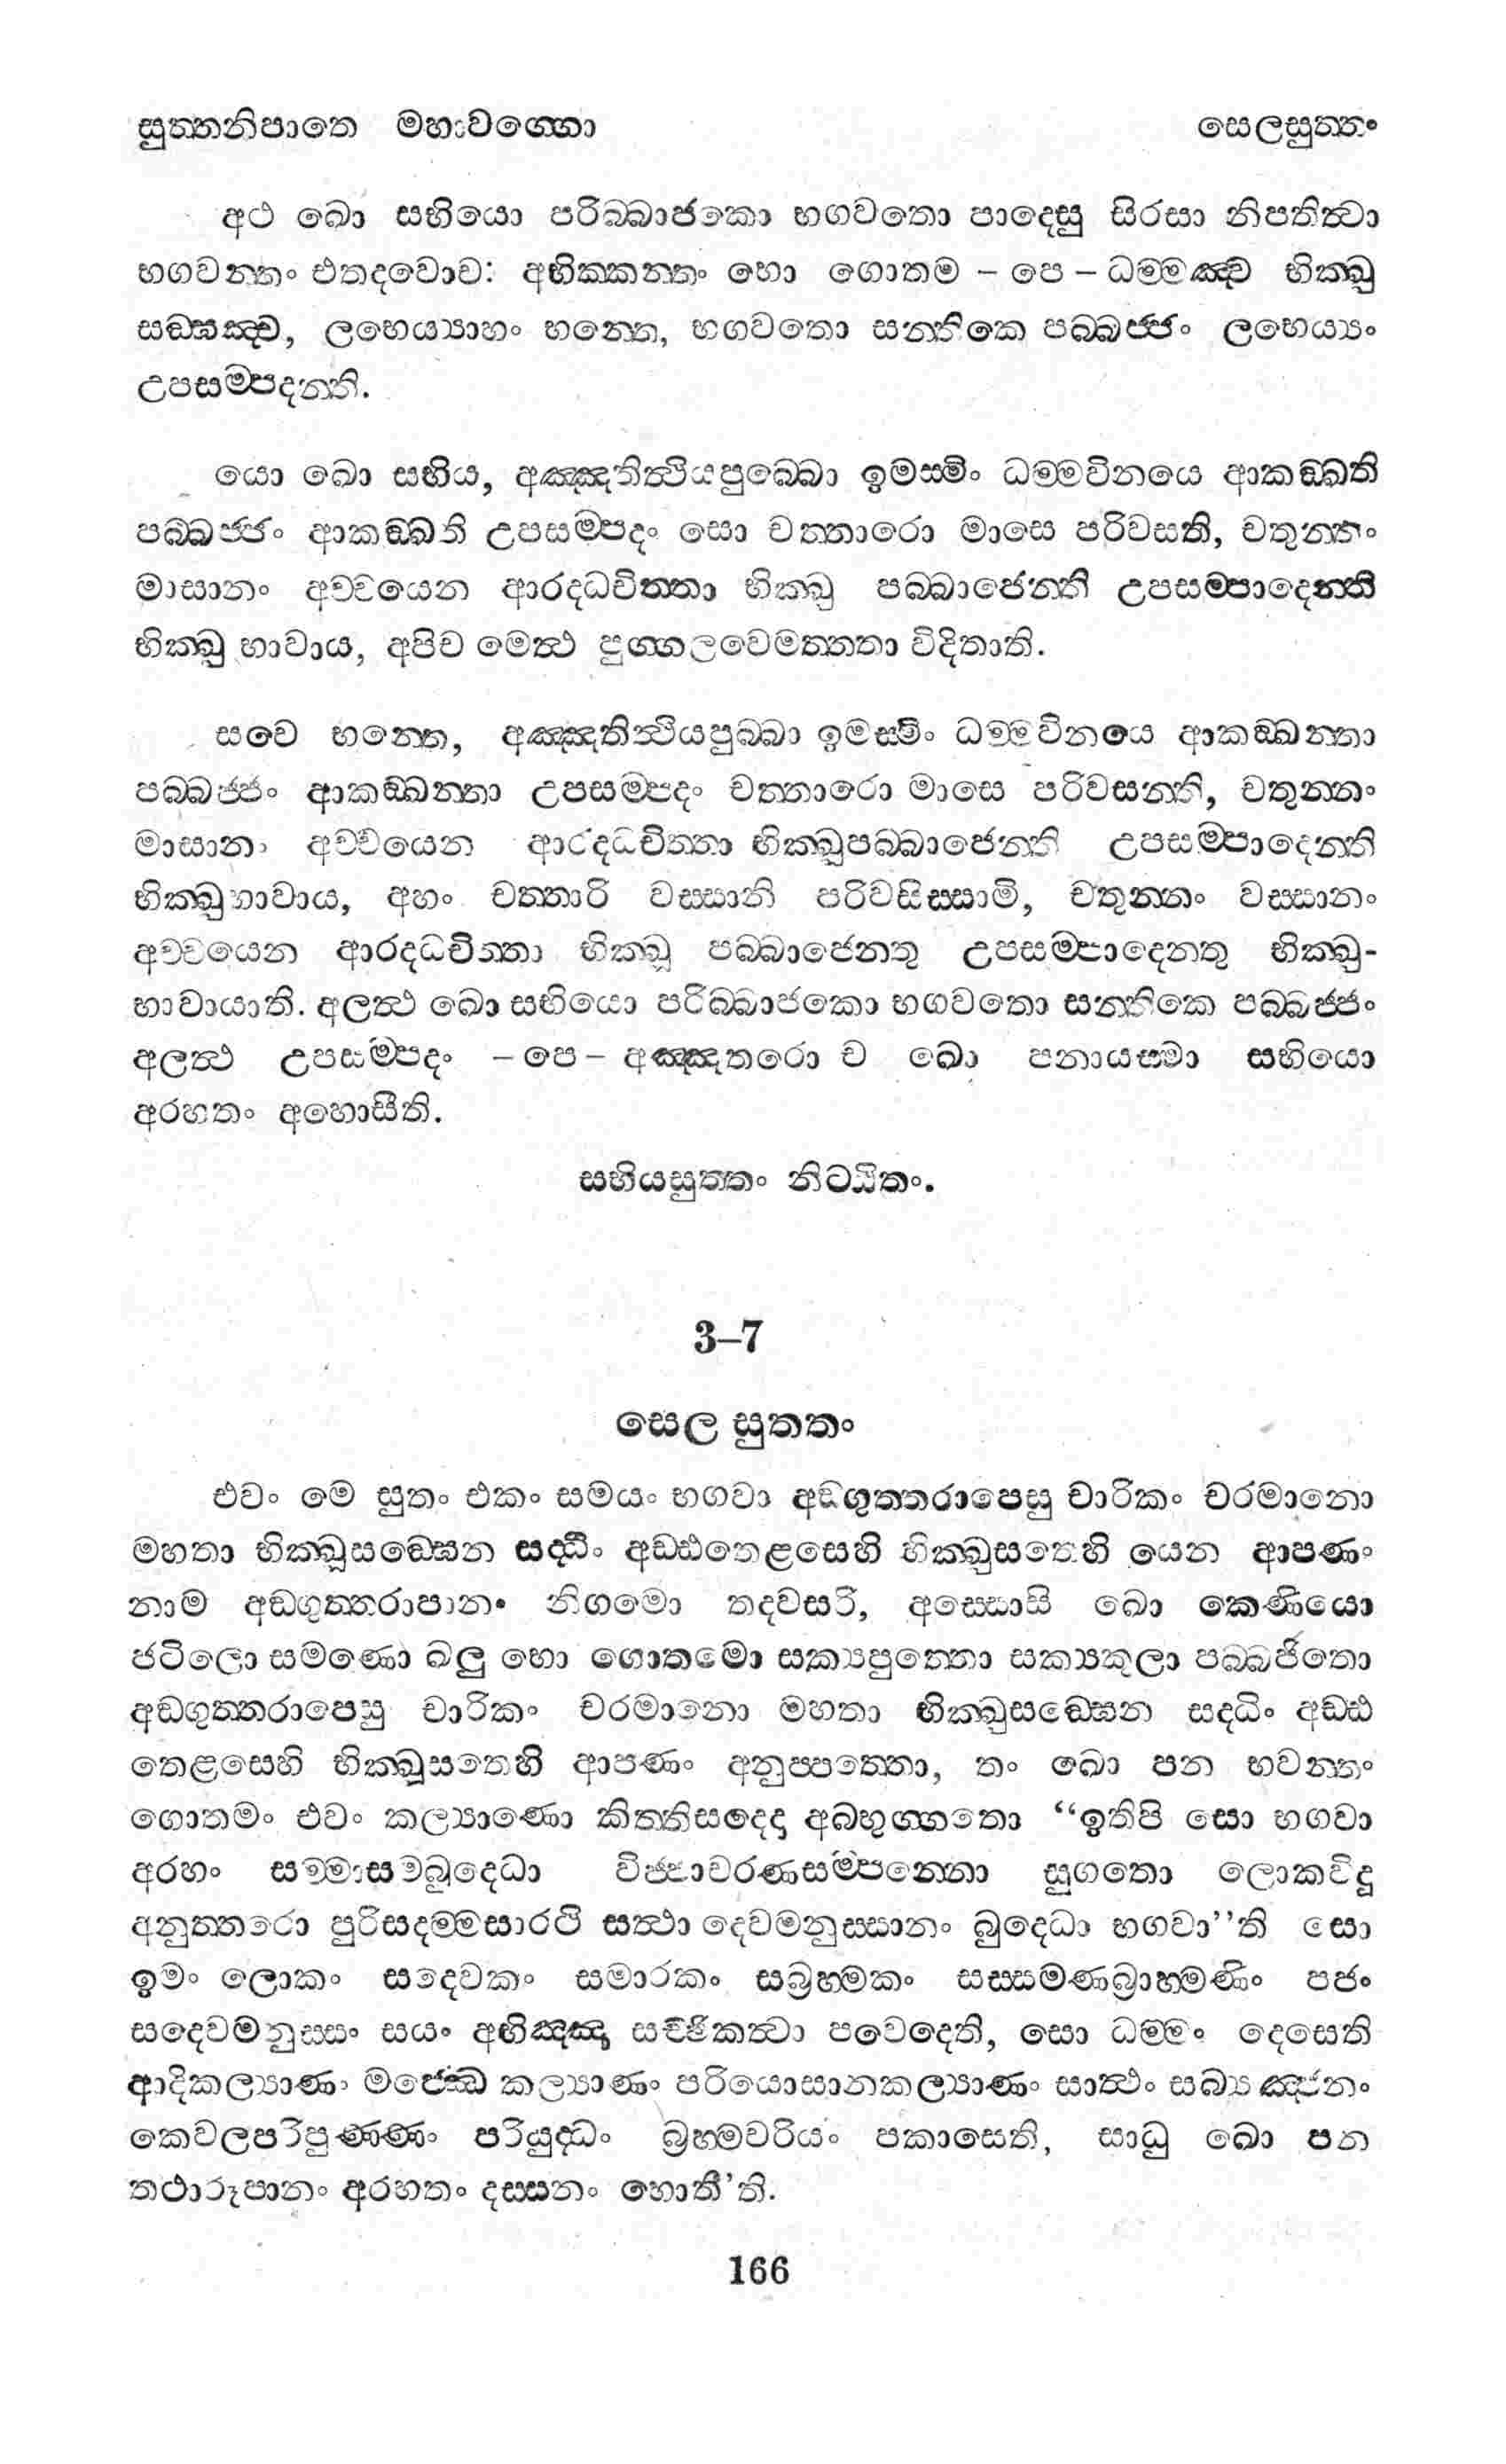 සුත්තනිපාතෙ මහාවග්ගො සෙලසුත්තං
අථ ඛො සභියො පරිබ්බාජකො භගවතො පාදෙසු සිරසා නිපතිත්වා
භගවන්තං එතදවොච: අභික්කන්තං භො ගොතම – පෙ – ධම්මඤ්ච භික්ඛු
සඞ්ඝඤ්ච, ලභෙය්‍යාහං භන්තෙ, භගවතො සන්තිකෙ පබ්බජ්ජං ලභෙය්‍යං
උපසම්පදන්ති.
යො ඛො සභිය, අඤ්ඤතිත්ථියපුබ්බො ඉමස්මිං ධම්මවිනයෙ ආකඞ්ඛති
පබ්බජ්ජං ආකඞ්ඛති උපසම්පදං සො චත්තාරො මාසෙ පරිවසති, චතුන්නං
මාසානං අච්චයෙන ආරද්ධචිත්තා භික්ඛු පබ්බාජෙන්ති උපසම්පාදෙන්ති
භික්ඛු භාවාය, අපිච මෙත්ථ පුග්ගලවෙමත්තතා විදිතාති.
සචෙ භන්තෙ, අඤ්ඤතිත්ථියපුබ්බා ඉමස්මිං ධම්මවිනයෙ ආකඞ්ඛන්තා
පබ්බජ්ජං ආකඞ්ඛන්තා උපසම්පදං චත්තාරො මාසෙ පරිවසන්ති, චතුන්නං
මාසානං අච්චයෙන ආරද්ධචිත්තා භික්ඛුපබ්බාජෙන්ති උපසම්පාදෙන්ති
භික්ඛුභාවාය, අහං චත්තාරි වස්සානි පරිවසිස්සාමි, චතුන්නං වස්සානං
අච්චයෙන ආරද්ධචිත්තා භික්ඛූ පබ්බාජෙන්තු උපසම්පාදෙන්තු භික්ඛු-
භාවායාති. අලත්ථ ඛො සභියො පරිබ්බාජකො භගවතො සන්තිකෙ පබ්බජ්ජං
අලත්ථ උපසම්පදං – පෙ – අඤ්ඤතරො ච ඛො පනායස්මා සභියො
අරහතං අහොසීති.
සභියසුත්තං නිට්ඨිතං.
3–7
සෙල සුත්තං
එවං මෙ සුතං එකං සමයං භගවා අඞ්ගුත්තරාපෙසු චාරිකං චරමානො
මහතා භික්ඛූසඞ්ඝෙන සද්ධිං අඩ්ඪතෙළසෙහි භික්ඛුසතෙහි යෙන ආපණං
නාම අඞ්ගුත්තරාපානං නිගමො තදවසරි, අස්සොසි ඛො කෙණියො
ජටිලො සමණො ඛලු භො ගොතමො සක්‍යපුත්තො සක්‍යකුලා පබ්බජිතො
අඞ්ගුත්තරාපෙසු චාරිකං චරමානො මහතා භික්ඛුසඞ්ඝෙන සද්ධිං අඩ්ඪ
තෙළසෙහි භික්ඛූසතෙහි ආපණං අනුප්පත්තො, තං ඛො පන භවන්තං
ගොතමං එවං කල්‍යාණො කිත්තිසද්දො අබ්භුග්ගතො “ඉතිපි සො භගවා
අරහං සම්මාසම්බුද්ධො විජ්ජාචරණසම්පන්නො සුගතො ලොකවිදූ
අනුත්තරො පුරිසදම්මසාරථි සත්ථා දෙවමනුස්සානං බුද්ධො භගවා’’ති සො
ඉමං ලොකං සදෙවකං සමාරකං සබ්‍රහ්මකං සස්සමණබ්‍රාහ්මණිං පජං
සදෙවමනුස්සං සයං අභිඤ්ඤා සච්ඡිකත්වා පවෙදෙති, සො ධම්මං දෙසෙති
ආදිකල්‍යාණං මජ්ඣෙ කල්‍යාණං පරියොසානකල්‍යාණං සාත්ථං සබ්‍යඤ්ජනං
කෙවලපරිපුණ්ණං පරියුද්ධං බ්‍රහ්මචරියං පකාසෙති, සාධු ඛො පන
තථාරූපානං අරහතං දස්සනං හොතී’ති.
166